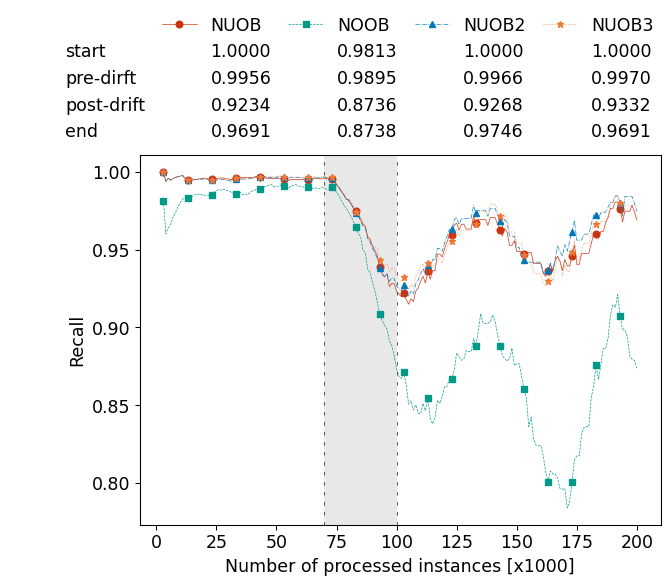 NUOB NOOB NUOB2 NUOB3
start 1.0000 0.9813 1.0000 1.0000
pre-dirft 0.9956 0.9895 0.9966 0.9970
post-drift 0.9234 0.8736 0.9268 0.9332
end 0.9691 0.8738 0.9746 0.9691
1.00
0.95
0.90
0.85
0.80
Recall
0 25 50 75 100 125 150 175 200
Number of processed instances [x1000]